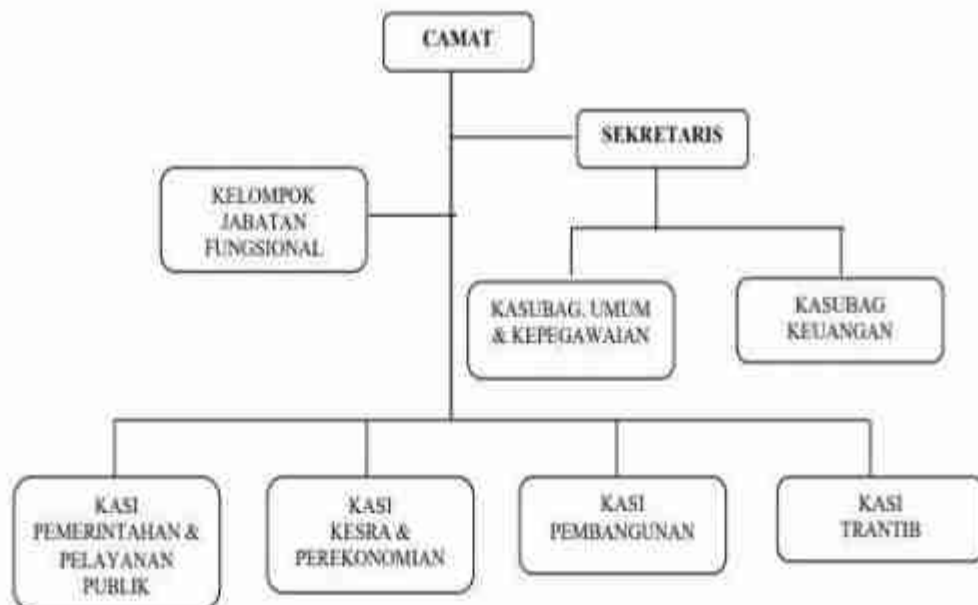 CAMAT
SEKRETARIS
KELOMPOK
JABATAN
FUNGSIONAL
KASUBAG. UMUM
& KEPEGAWAIAN
KASUBAG
KEUANGAN
KASI
PEMERINTAHAN &
PELAYANAN
PUBLIK
KASI
KESRA &
PEREKONOMIAN
KASI
PEMBANGUNAN
KASI
TRANTIB